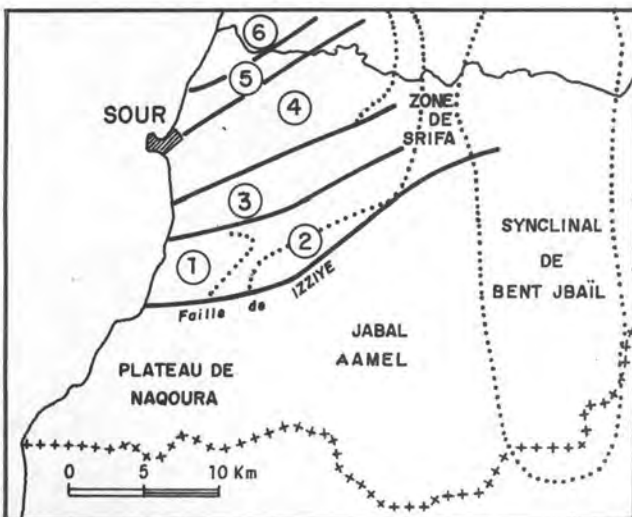 6
5
SOUR
4
ZONE
DE
SRIFA
3
2
1
SYNCLINAL
DE
BENT JBAÏL
Faille de IZZIYE
JABAL
AAMEL
PLATEAU DE
NAQOURA
0 5 10 Km